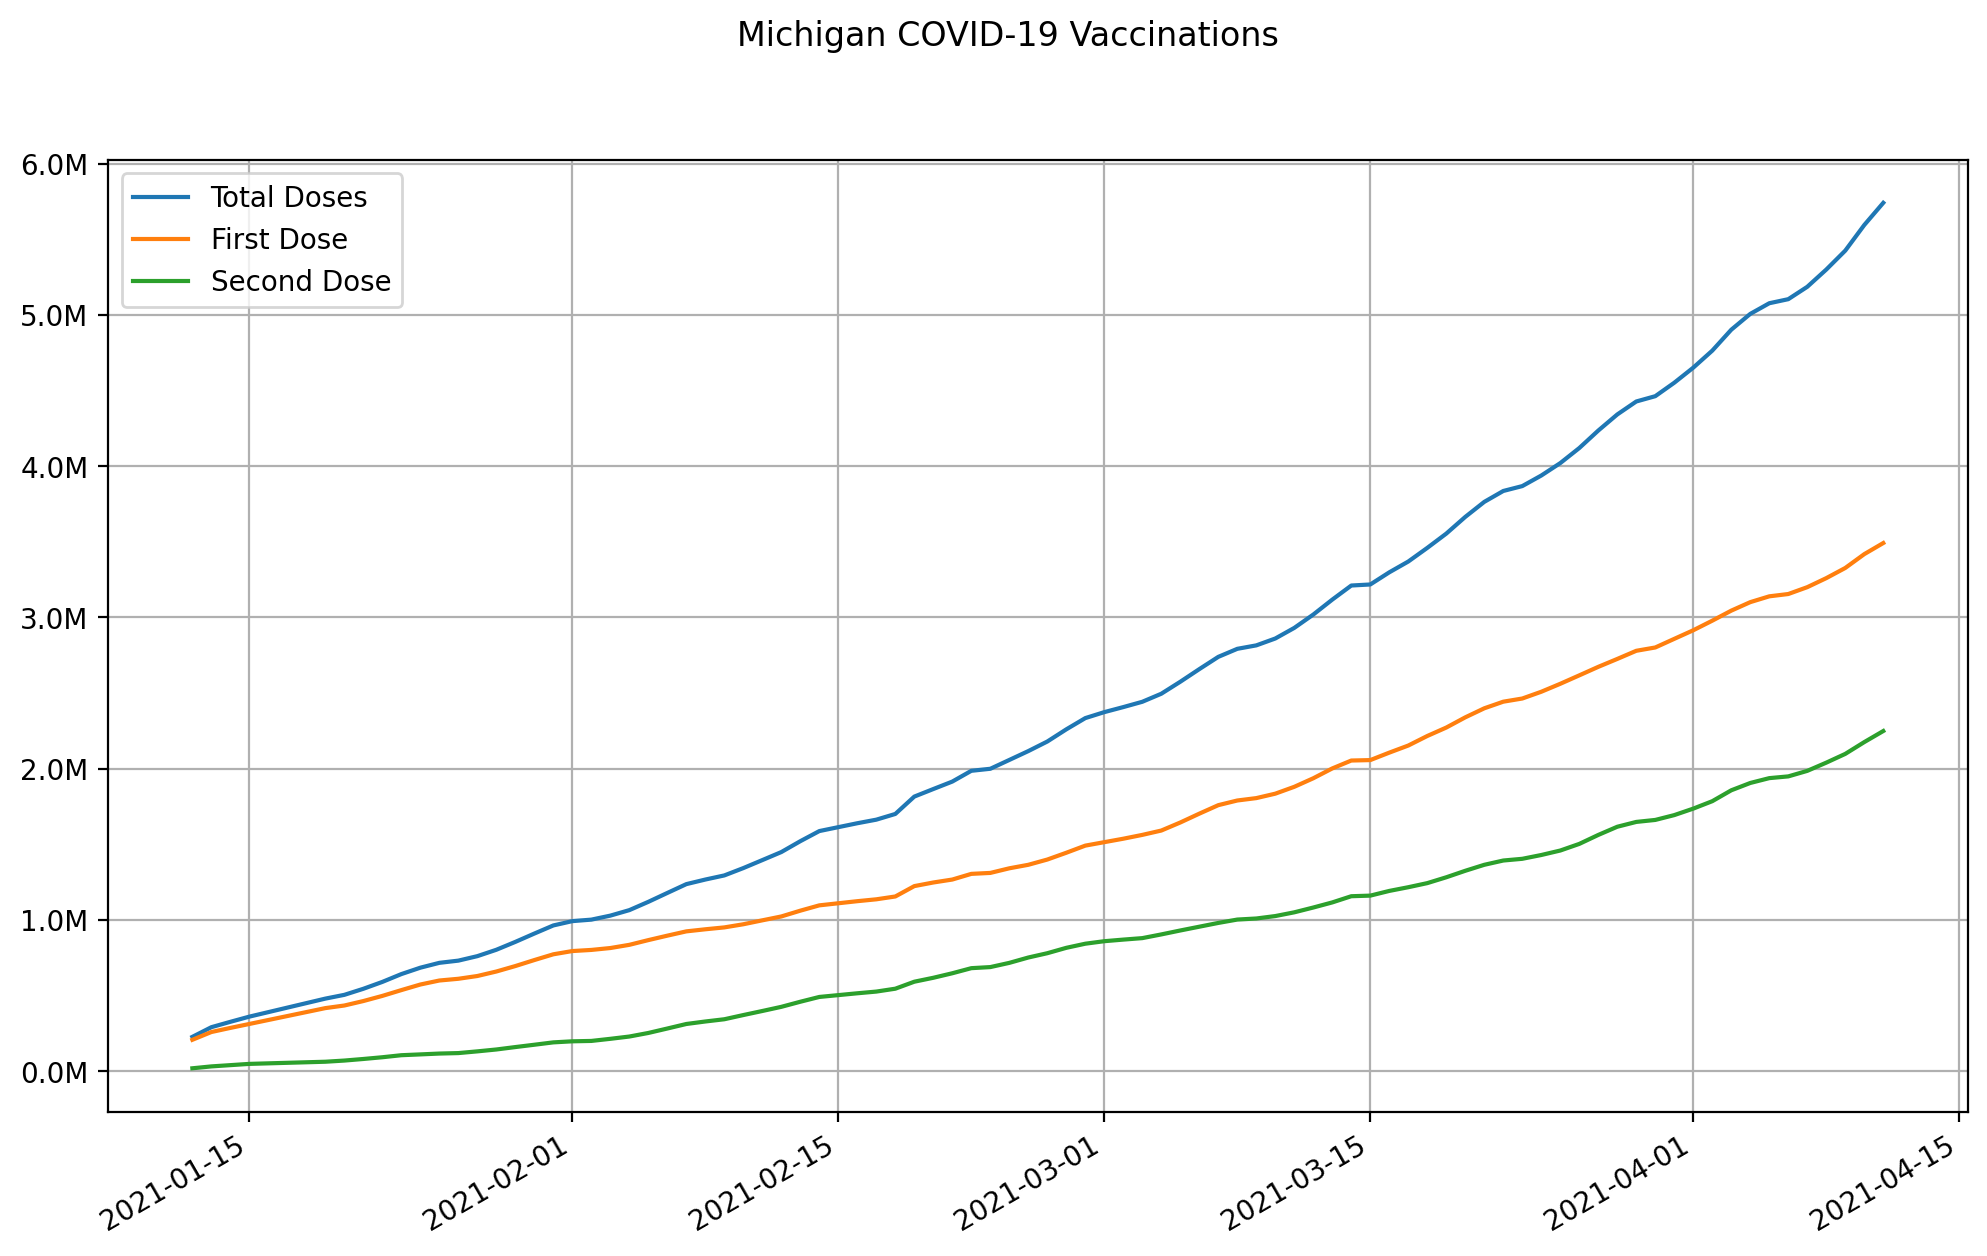 Michigan COVID-19 Vaccinations
6.0M
5.0M
4.0M
3.0M
2.0M
1.0M
0.0M
Total Doses
First Dose
Second Dose
2021-01-15
2021-02-01
2021-02-15
2021-03-01
2021-03-15
2021-04-01
2021-04-15